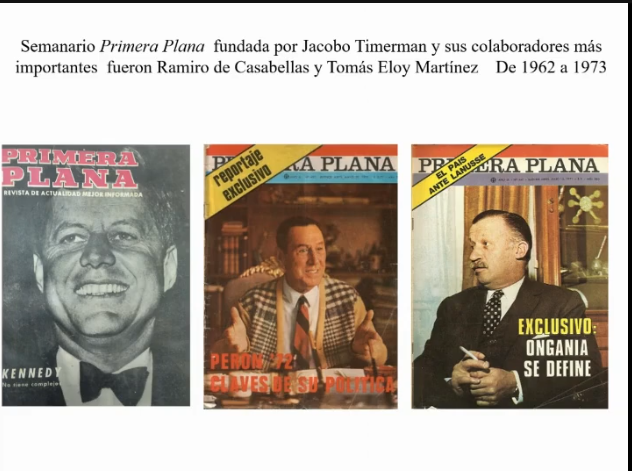 Semanario Primera Plana fundada por Jacobo Timerman y sus colaboradores más
importantes fueron Ramiro de Casabellas y Tomás Eloy Martínez De 1962 a 1973
PRIMERA
PLANA
REVISTA DE ACTUALIDAD MEJOR INFORMADA
KENNEDY
No tiene complejos
reportaje
exclusivo
PRIMERA PLANA
PERON '72
CLAVES DE SU POLITICA
EL PAIS
ANTE LANUSSE
PRIMERA PLANA
EXCLUSIVO:
ONGANIA
SE DEFINE